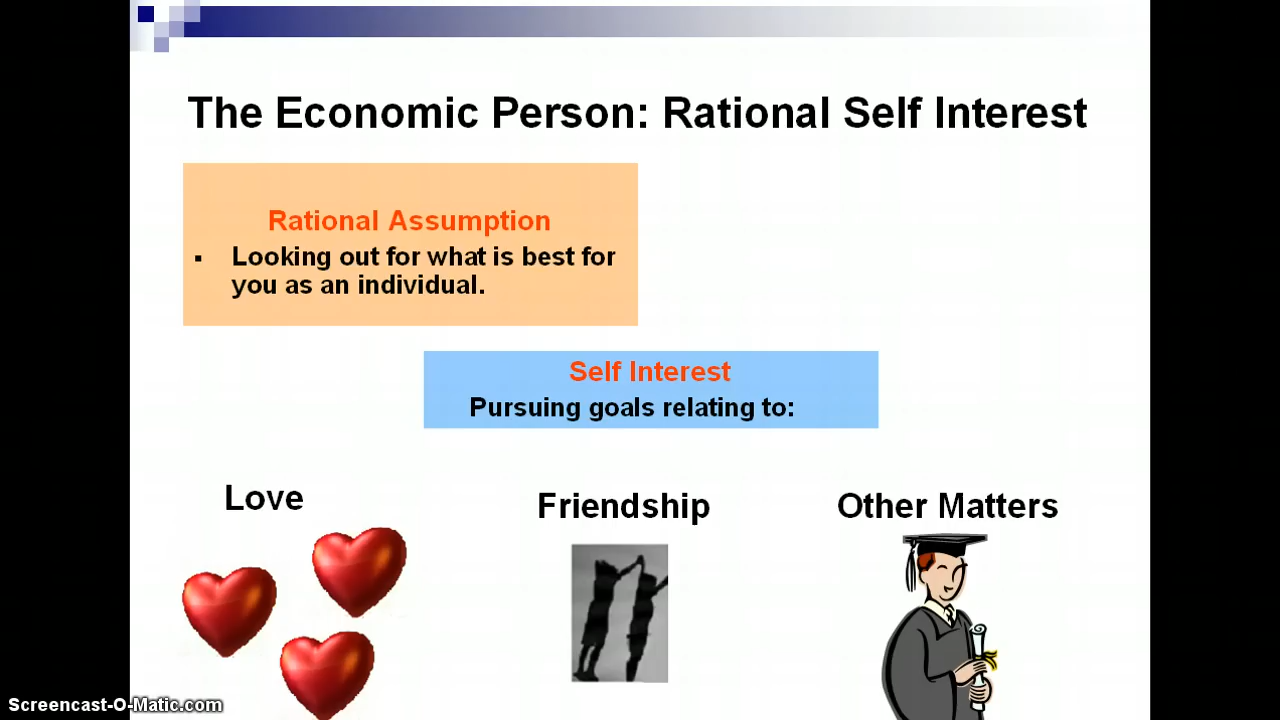 The Economic Person: Rational Self Interest
Rational Assumption
▪ Looking out for what is best for
you as an individual.
Self Interest
Pursuing goals relating to:
Love
Friendship
Other Matters
Screencast-O-Matic.com